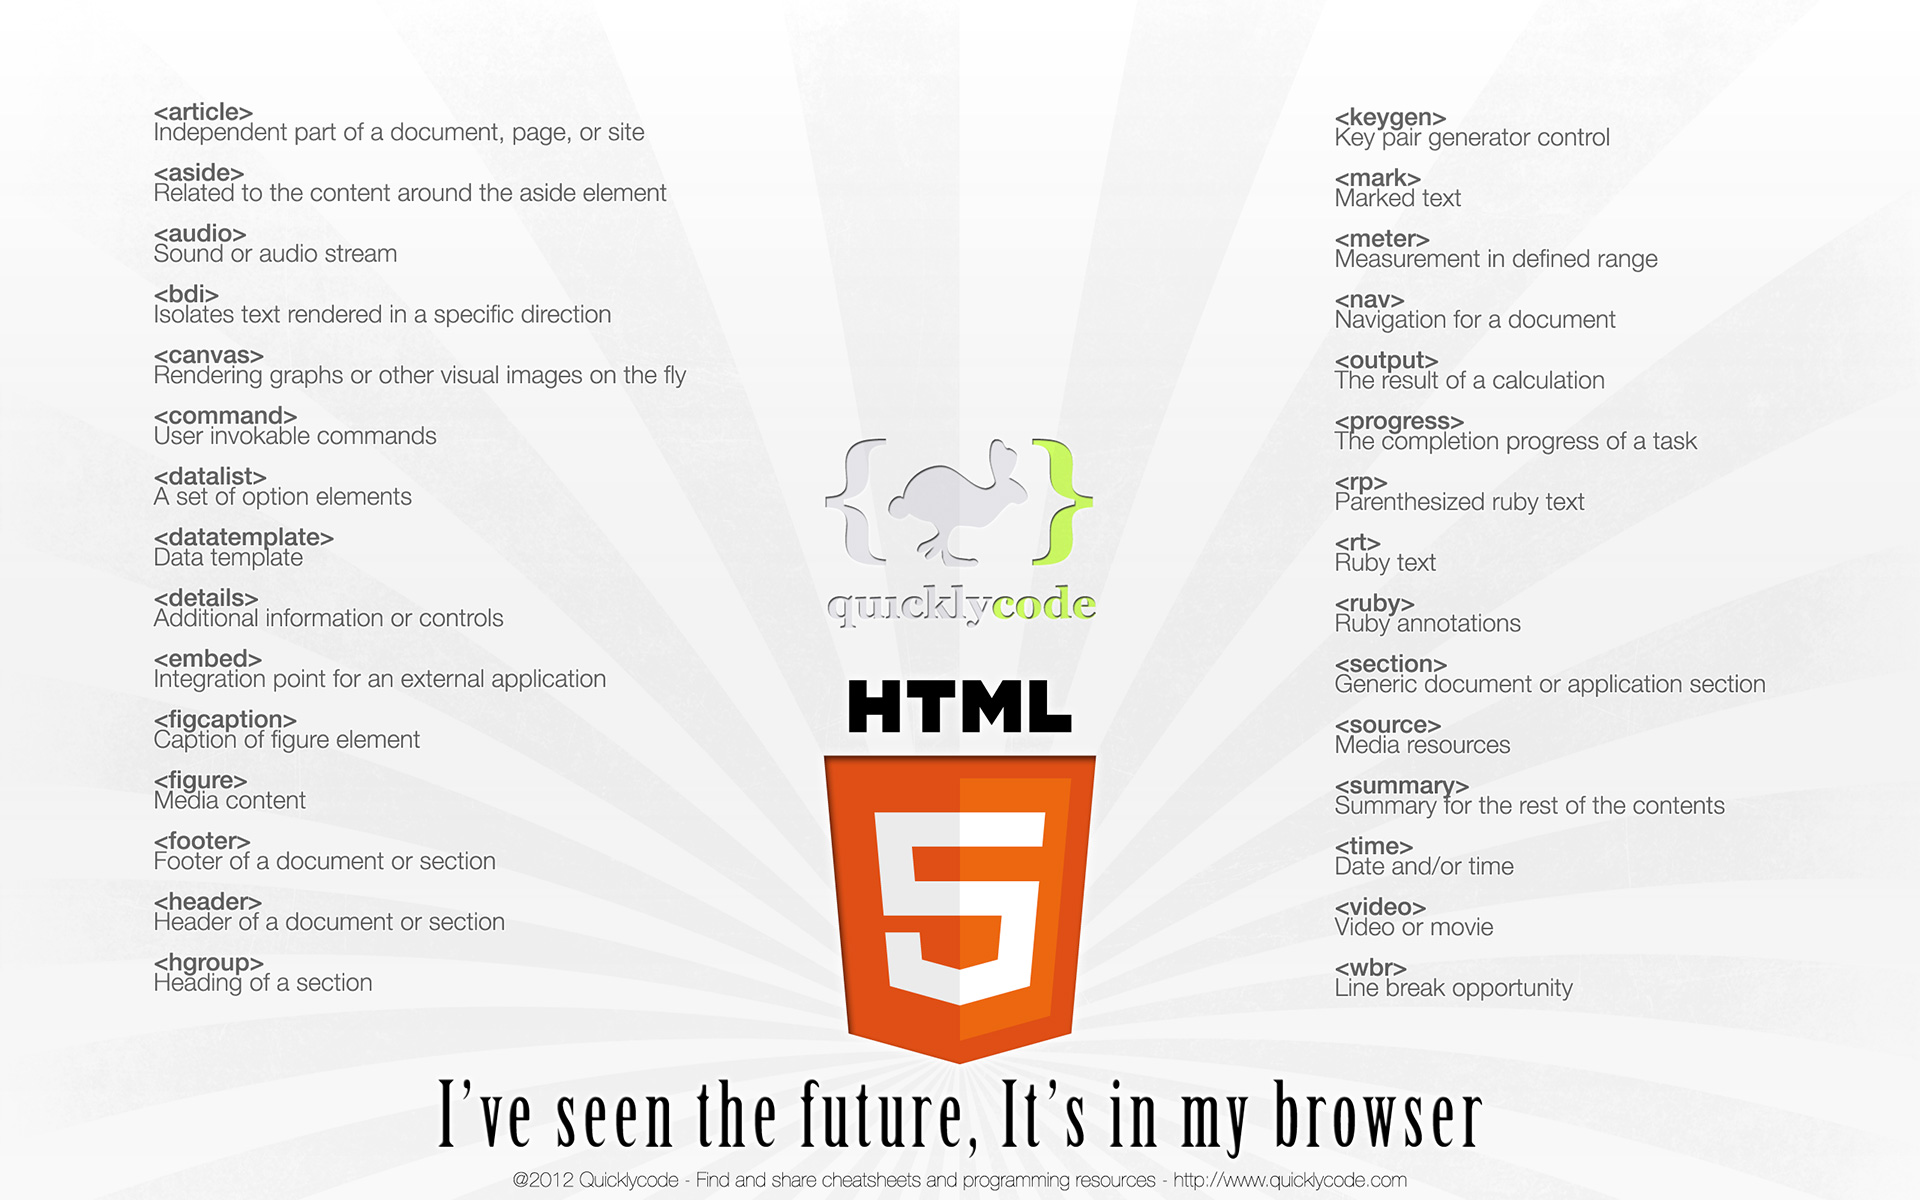 <article>
Independent part of a document, page, or site
<aside>
Related to the content around the aside element
<audio>
Sound or audio stream
<bdi>
Isolates text rendered in a specific direction
<canvas>
Rendering graphs or other visual images on the fly
<command>
User invokable commands
<datalist>
A set of option elements
<datatemplate>
Data template
<details>
Additional information or controls
<embed>
Integration point for an external application
<figcaption>
Caption of figure element
<figure>
Media content
<footer>
Footer of a document or section
<header>
Header of a document or section
<hgroup>
Heading of a section
{ }
quicklycode
HTML
5
<keygen>
Key pair generator control
<mark>
Marked text
<meter>
Measurement in defined range
<nav>
Navigation for a document
<output>
The result of a calculation
<progress>
The completion progress of a task
<rp>
Parenthesized ruby text
<rt>
Ruby text
<ruby>
Ruby annotations
<section>
Generic document or application section
<source>
Media resources
<summary>
Summary for the rest of the contents
<time>
Date and/or time
<video>
Video or movie
<wbr>
Line break opportunity
I've seen the future, It's in my browser
@2012 Quicklycode - Find and share cheatsheets and programming resources - http://www.quicklycode.com